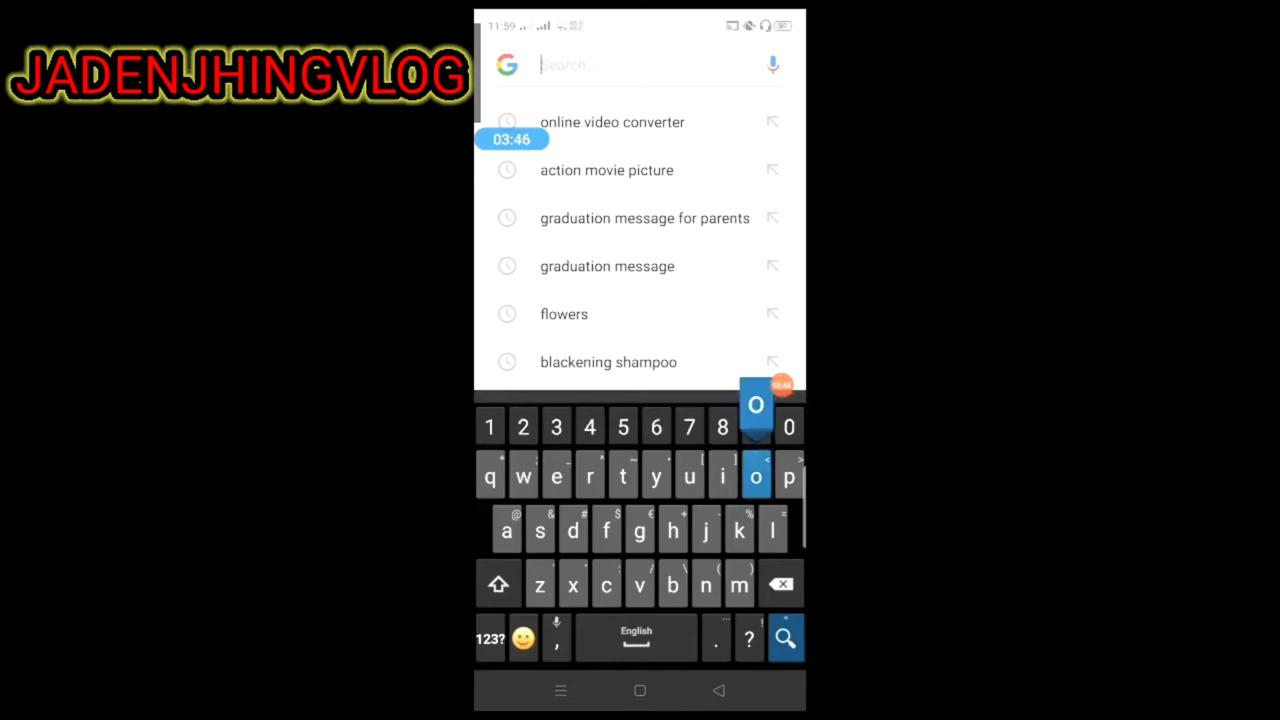 JADENJHINGVLOG
11:59
Search...
online video converter
03:46
action movie picture
graduation message for parents
graduation message
flowers
blackening shampoo
o
1 2 3 4 5 6 7 8 0
q w e r t y u i o p
@ & # $ € + - % =
a s d f g h j k l
z x c v b n m
123? , English . ?